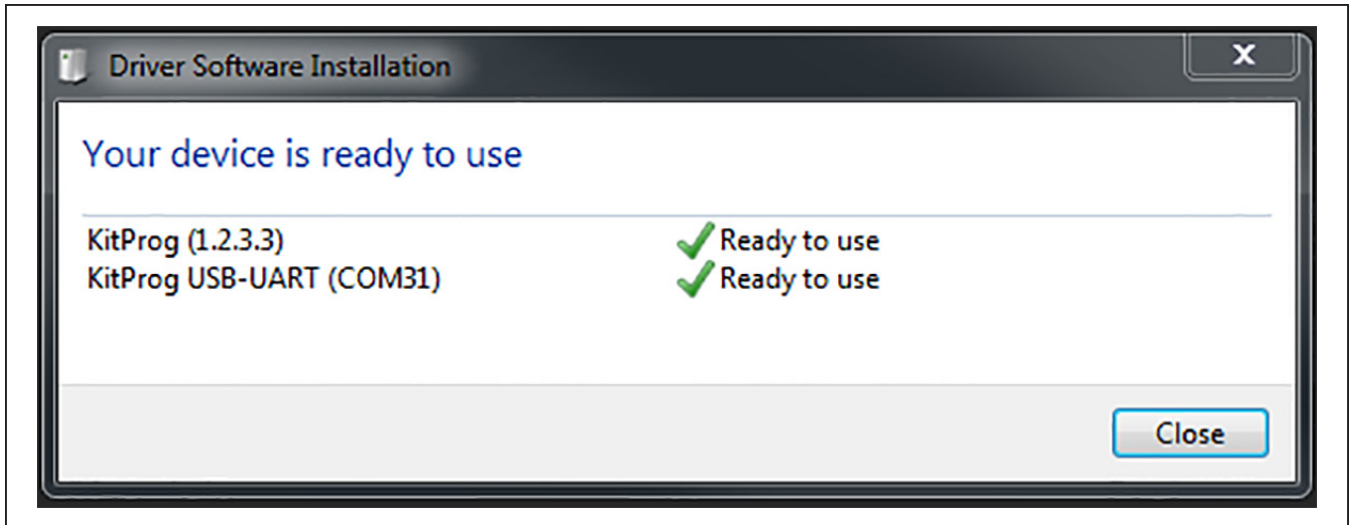 Driver Software Installation
Your device is ready to use
KitProg (1.2.3.3) Ready to use
KitProg USB-UART (COM31) Ready to use
Close